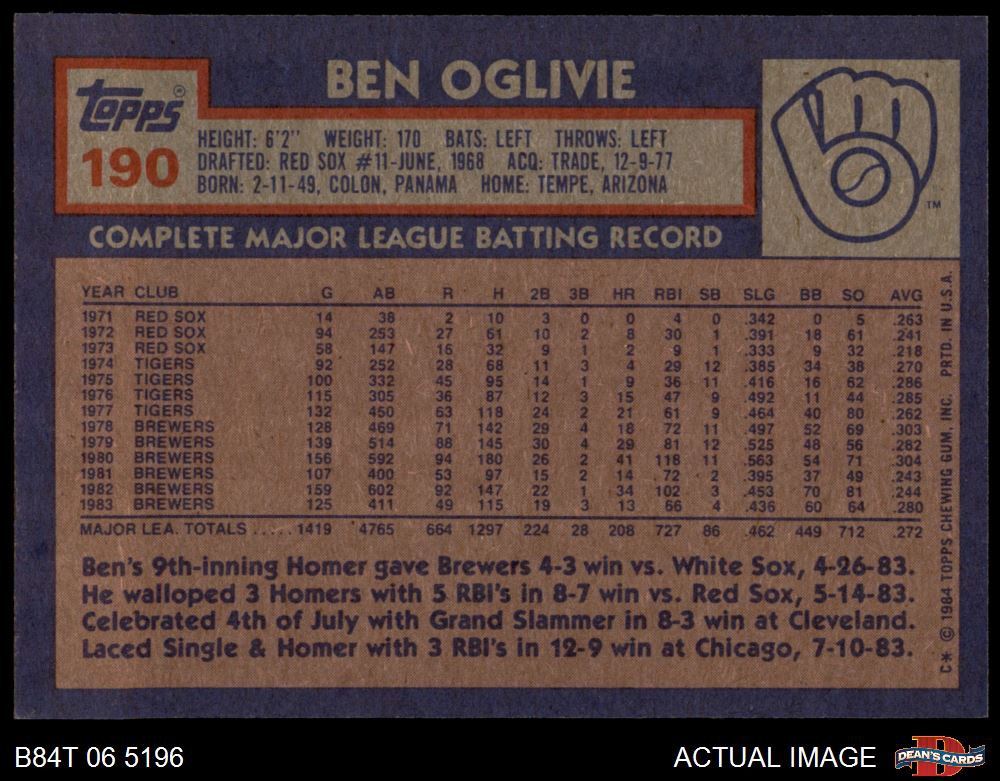 BEN OGLIVIE
Topps®
190
HEIGHT: 6'2" WEIGHT: 170 BATS: LEFT THROWS: LEFT
DRAFTED: RED SOX #11-JUNE, 1968 ACQ: TRADE, 12-9-77
BORN: 2-11-49, COLON, PANAMA HOME: TEMPE, ARIZONA
TM
COMPLETE MAJOR LEAGUE BATTING RECORD
YEAR CLUB G AB R H 2B 3B HR RBI SB SLG BB SO AVG
1971 RED SOX 14 38 2 10 3 0 0 4 0 .342 0 5 .263
1972 RED SOX 94 253 27 61 10 2 8 30 1 .391 18 61 .241
1973 RED SOX 58 147 16 32 9 1 2 9 1 .333 9 32 .218
1974 TIGERS 92 252 28 68 11 3 4 29 12 .385 34 38 .270
1975 TIGERS 100 332 45 95 14 1 9 36 11 .416 16 62 .286
1976 TIGERS 115 305 36 87 12 3 15 47 9 .492 11 44 .285
1977 TIGERS 132 450 63 118 24 2 21 61 9 .464 40 80 .262
1978 BREWERS 128 469 71 142 29 4 18 72 11 .497 52 69 .303
1979 BREWERS 139 514 88 145 30 4 29 81 12 .525 48 56 .282
1980 BREWERS 156 592 94 180 26 2 41 118 11 .563 54 71 .304
1981 BREWERS 107 400 53 97 15 2 14 72 2 .395 37 49 .243
1982 BREWERS 159 602 92 147 22 1 34 102 3 .453 70 81 .244
1983 BREWERS 125 411 49 115 19 3 13 66 4 .436 60 64 .280
MAJOR LEA. TOTALS ..... 1419 4765 664 1297 224 28 208 727 86 .462 449 712 .272
Ben's 9th-inning Homer gave Brewers 4-3 win vs. White Sox, 4-26-83.
He walloped 3 Homers with 5 RBI's in 8-7 win vs. Red Sox, 5-14-83.
Celebrated 4th of July with Grand Slammer in 8-3 win at Cleveland.
Laced Single & Homer with 3 RBI's in 12-9 win at Chicago, 7-10-83.
C* © 1984 TOPPS CHEWING GUM, INC. PRTD. IN U.S.A.
B84T 06 5196
ACTUAL IMAGE
D
DEAN'S CARDS